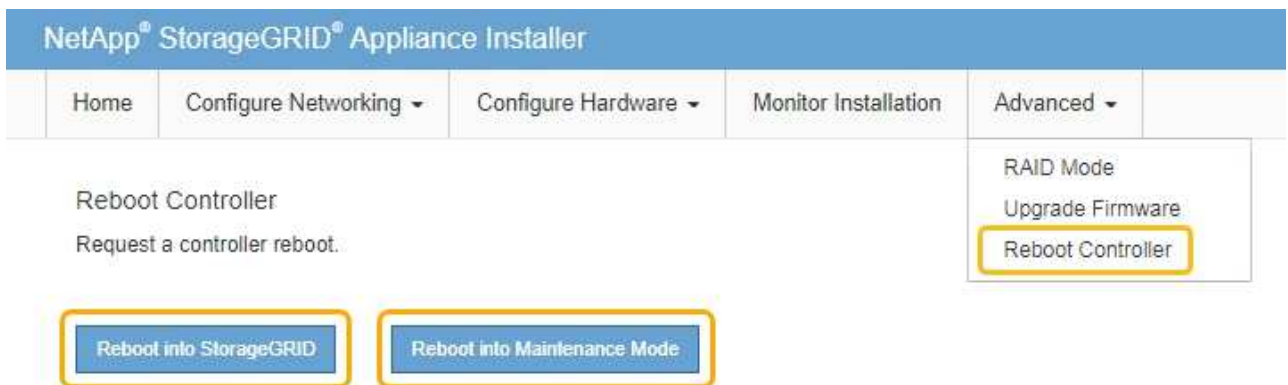 NetApp® StorageGRID® Appliance Installer
Home Configure Networking Configure Hardware Monitor Installation Advanced
RAID Mode
Upgrade Firmware
Reboot Controller
Reboot Controller
Request a controller reboot.
Reboot into StorageGRID Reboot into Maintenance Mode